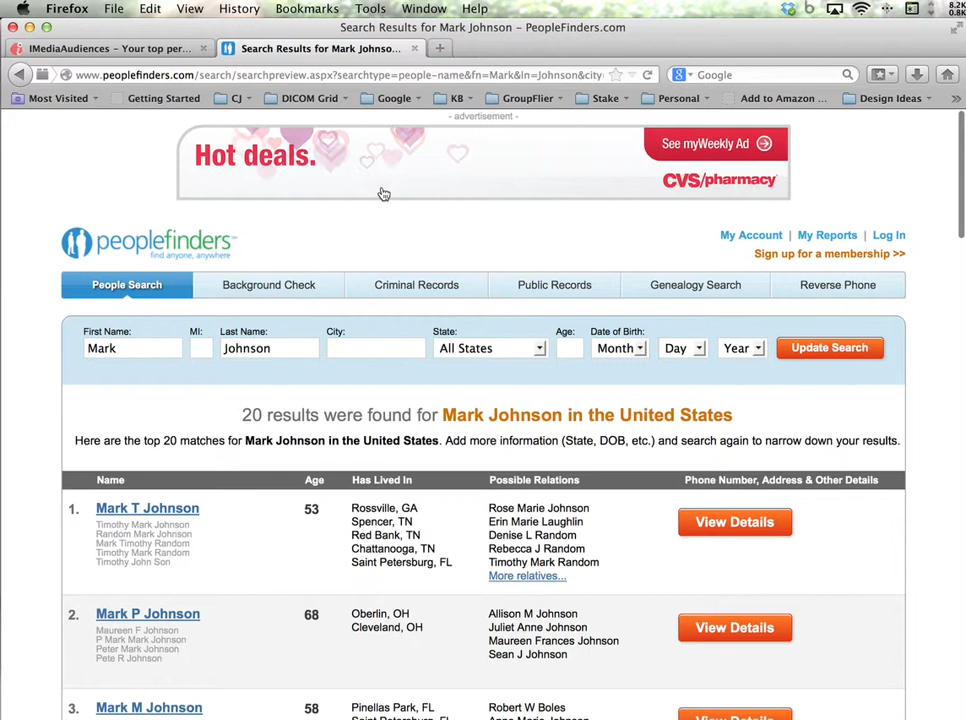 Firefox File Edit View History Bookmarks Tools Window Help 8.2K
0.8K
Search Results for Mark Johnson - PeopleFinders.com
IMediaAudiences – Your top per... Search Results for Mark Johnso...
www.peoplefinders.com/search/searchpreview.aspx?searchtype=people-name&fn=Mark&ln=Johnson&city Google
Most Visited Getting Started CJ DICOM Grid Google KB GroupFlier Stake Personal Add to Amazon ... Design Ideas
- advertisement -
Hot deals.
See myWeekly Ad
CVS/pharmacy
peoplefinders
find anyone, anywhere
My Account | My Reports | Log In
Sign up for a membership >>
People Search Background Check Criminal Records Public Records Genealogy Search Reverse Phone
First Name: MI: Last Name: City: State: Age: Date of Birth:
Mark Johnson All States Month Day Year Update Search
20 results were found for Mark Johnson in the United States
Here are the top 20 matches for Mark Johnson in the United States. Add more information (State, DOB, etc.) and search again to narrow down your results.
Name Age Has Lived In Possible Relations Phone Number, Address & Other Details
1. Mark T Johnson 53
Timothy Mark Johnson
Random Mark Johnson
Mark Timothy Random
Timothy Mark Random
Timothy John Son
Rossville, GA
Spencer, TN
Red Bank, TN
Chattanooga, TN
Saint Petersburg, FL
Rose Marie Johnson
Erin Marie Laughlin
Denise L Random
Rebecca J Random
Timothy Mark Random
More relatives...
View Details
2. Mark P Johnson 68
Maureen F Johnson
P Mark Mark Johnson
Peter Mark Johnson
Pete R Johnson
Oberlin, OH
Cleveland, OH
Allison M Johnson
Juliet Anne Johnson
Maureen Frances Johnson
Sean J Johnson
View Details
3. Mark M Johnson 58 Pinellas Park, FL Robert W Boles